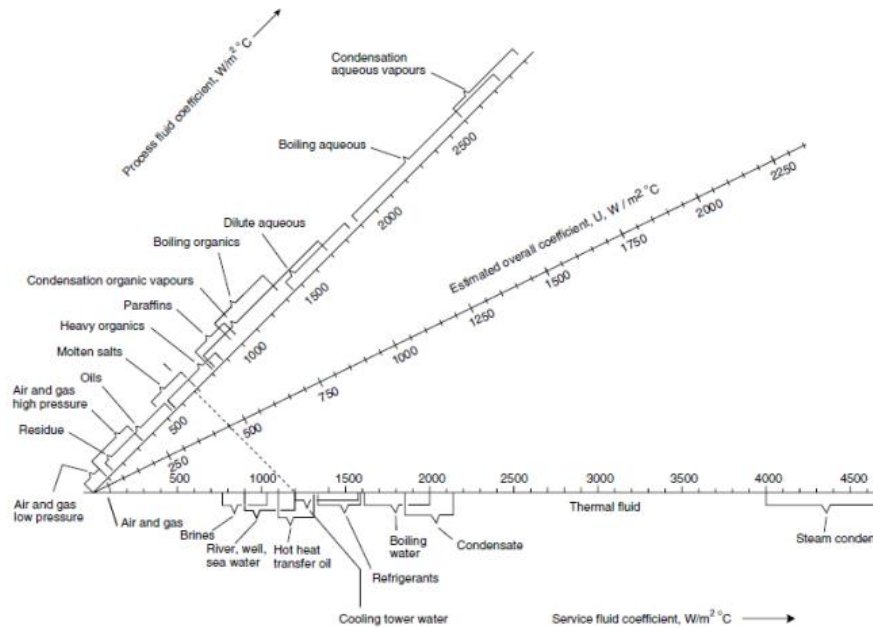 Process fluid coefficient, W/m² °C
Condensation
aqueous vapours
Boiling aqueous
2500
2000
2250
2000
1750
1500
1250
1000
750
500
250
Estimated overall coefficient, U, W / m2 °C
Dilute aqueous
Boiling organics
1500
Condensation organic vapours
Paraffins
1000
Heavy organics
Molten salts
Oils
500
Air and gas
high pressure
Residue
Air and gas
low pressure
Air and gas
500
1000
1500
2000
2500
3000
3500
4000
4500
Thermal fluid
Brines
River, well,
sea water
Hot heat
transfer oil
Boiling
water
Condensate
Refrigerants
Steam conden
Cooling tower water
Service fluid coefficient, W/m² °C